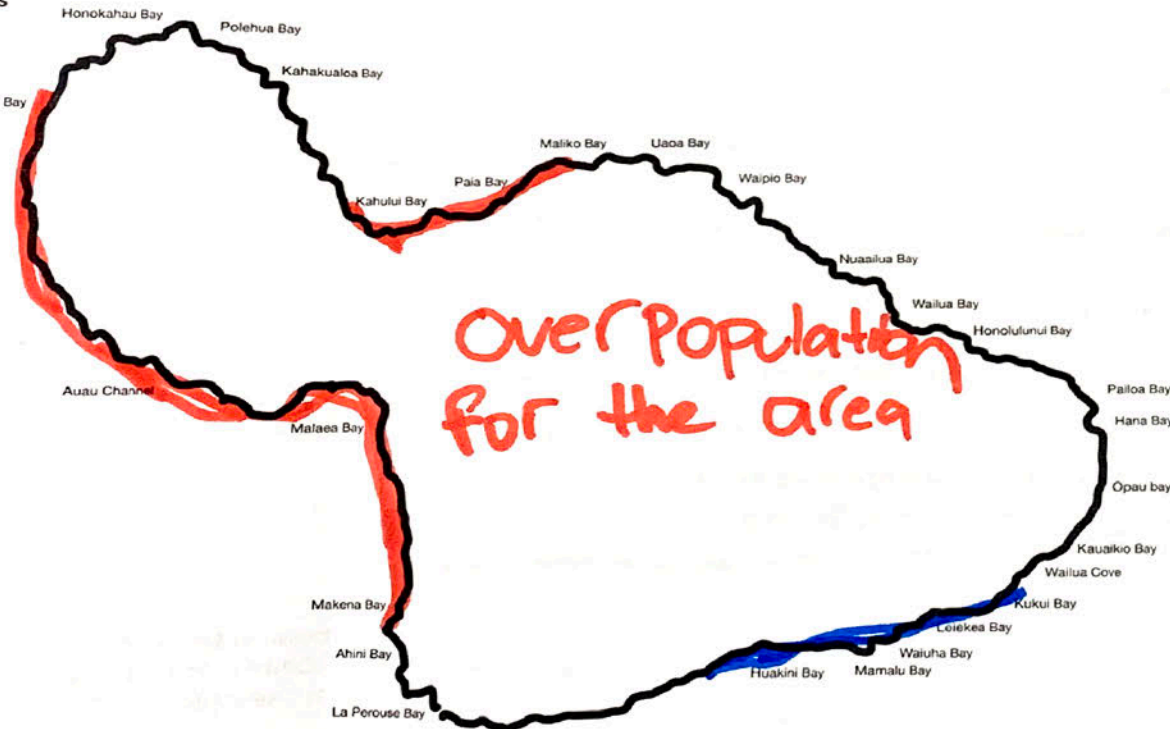 s
Honokahau Bay
Polehua Bay
Kahakualoa Bay
Bay
Maliko Bay
Uaoa Bay
Paia Bay
Waipio Bay
Kahului Bay
Nuaailua Bay
Wailua Bay
Honolulunui Bay
Over Population
for the area
Auau Channel
Malaea Bay
Pailoa Bay
Hana Bay
Opau bay
Kauaikio Bay
Wailua Cove
Makena Bay
Kukui Bay
Lelekea Bay
Ahini Bay
Waiuha Bay
Huakini Bay
Mamalu Bay
La Perouse Bay